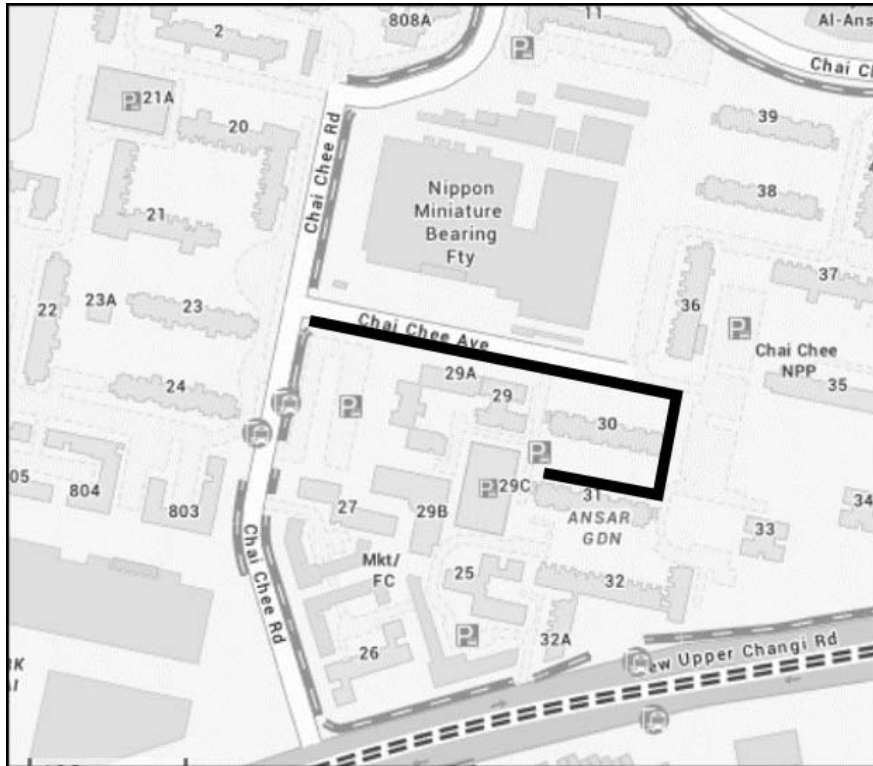 808A
11
Al-Ans
2
Chai Ch
P 21A
P
20
39
Chai Chee Rd
Nippon
Miniature
Bearing
Fty
38
21
37
22
23A
23
36
P
Chai Chee Ave
Chai Chee
NPP
35
24
29A
29
P
30
P
05
804
803
27
29B
P 29C
31
ANSAR
GDN
33
34
Chai Chee Rd
Mkt/
FC
25
32
P
32A
26
ew Upper Changi Rd
RK
AI